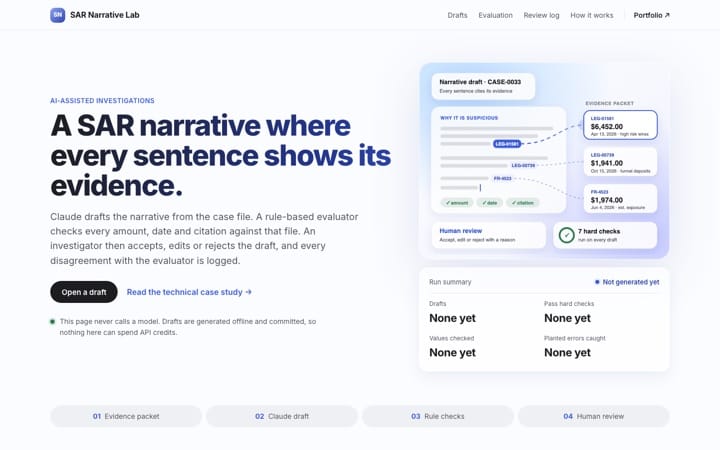 SN SAR Narrative Lab
Drafts Evaluation Review log How it works Portfolio ↗
AI-ASSISTED INVESTIGATIONS
A SAR narrative where
every sentence shows its
evidence.
Claude drafts the narrative from the case file. A rule-based evaluator
checks every amount, date and citation against that file. An
investigator then accepts, edits or rejects the draft, and every
disagreement with the evaluator is logged.
Open a draft Read the technical case study →
This page never calls a model. Drafts are generated offline and committed, so
nothing here can spend API credits.
Narrative draft · CASE-0033
Every sentence cites its evidence
EVIDENCE PACKET
WHY IT IS SUSPICIOUS
LEG-01581
LEG-00739
FR-4523
✓ amount ✓ date ✓ citation
LEG-01581
$6,452.00
Apr 13, 2026 · high risk wires
LEG-00739
$1,941.00
Oct 15, 2026 · funnel deposits
FR-4523
$1,974.00
Jun 4, 2026 · ext. exposure
Human review
Accept, edit or reject with a reason
✓ 7 hard checks
run on every draft
Run summary Not generated yet
Drafts Pass hard checks
None yet None yet
Values checked Planted errors caught
None yet None yet
01 Evidence packet 02 Claude draft 03 Rule checks 04 Human review